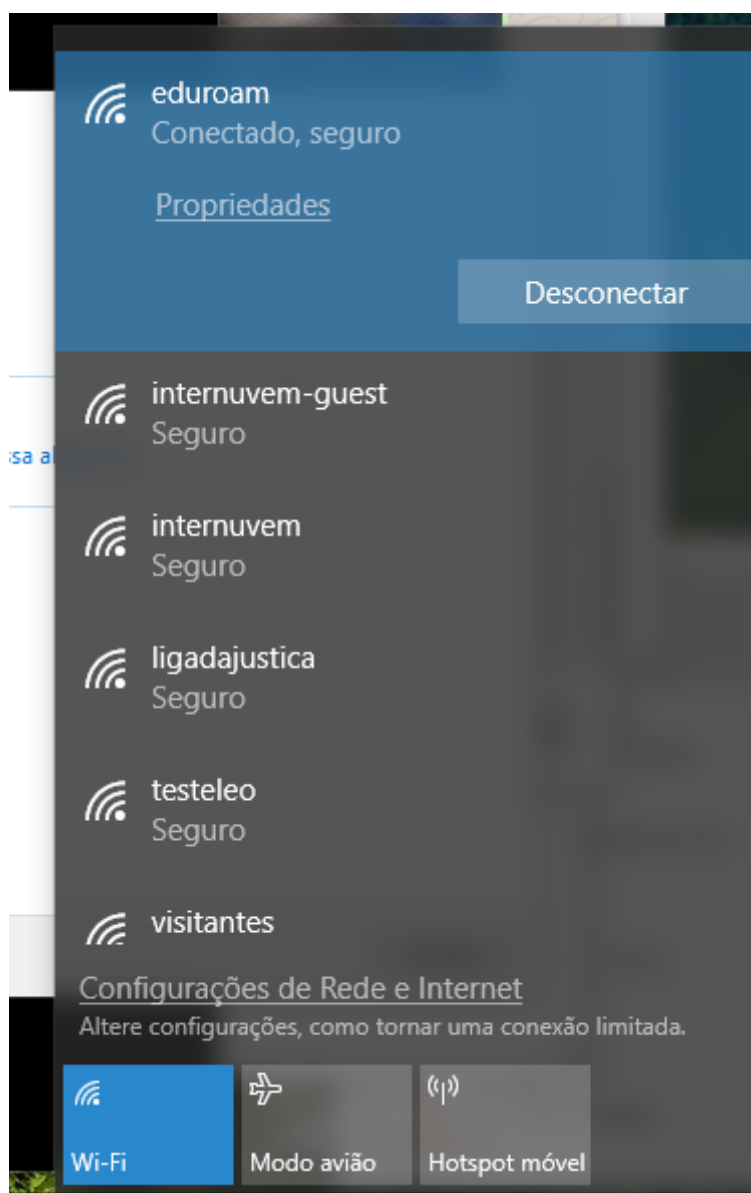 eduroam
Conectado, seguro
Propriedades
Desconectar
internuvem-guest
Seguro
ssa a
internuvem
Seguro
ligadajustica
Seguro
testeleo
Seguro
visitantes
Configurações de Rede e Internet
Altere configurações, como tornar uma conexão limitada.
Wi-Fi
Modo avião
Hotspot móvel